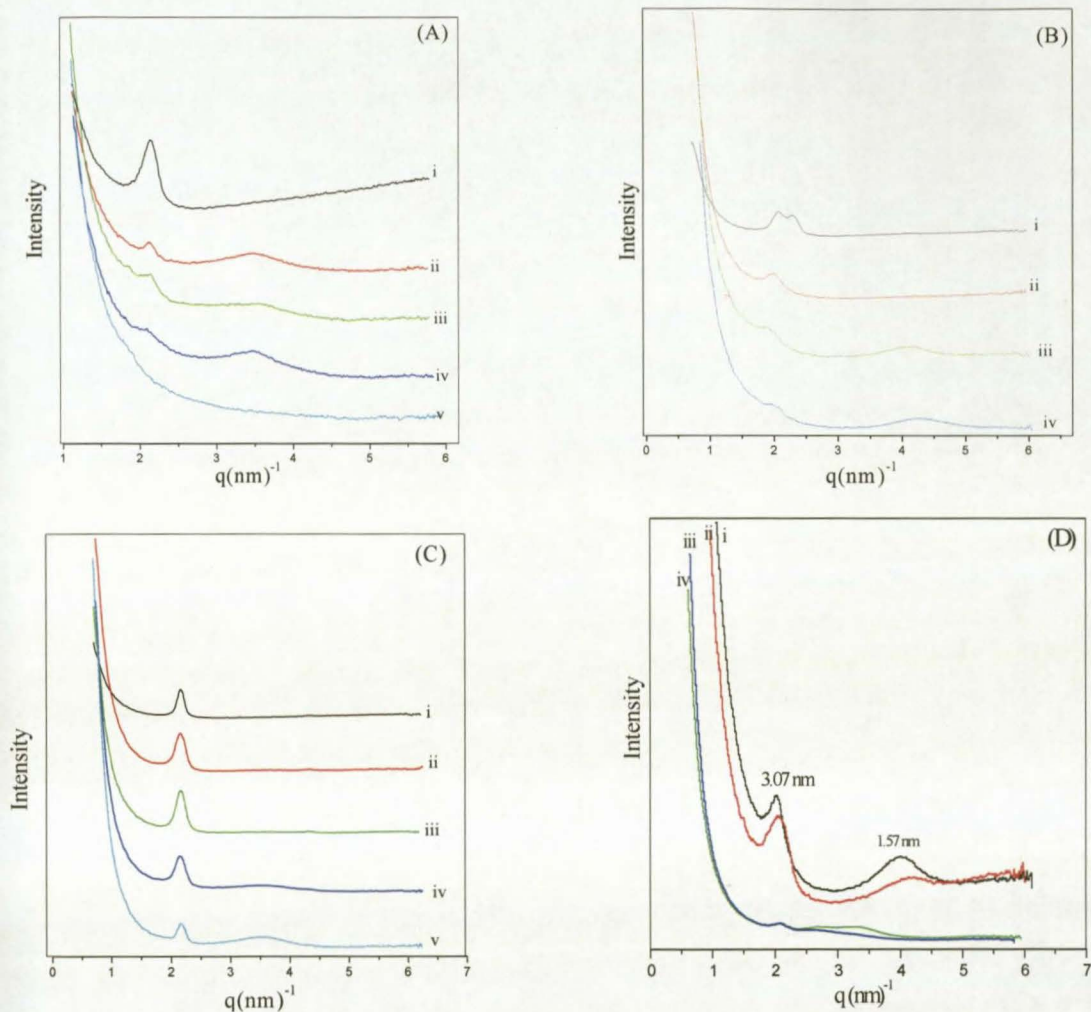 (A)
Intensity
i
ii
iii
iv
v
1 2 3 4 5 6
q(nm)-1
(B)
Intensity
i
ii
iii
iv
0 1 2 3 4 5 6
q(nm)-1
(C)
Intensity
i
ii
iii
iv
v
0 1 2 3 4 5 6 7
q(nm)-1
(D)
iii ii i
iv
Intensity
3.07 nm
1.57 nm
0 1 2 3 4 5 6 7
q(nm)-1